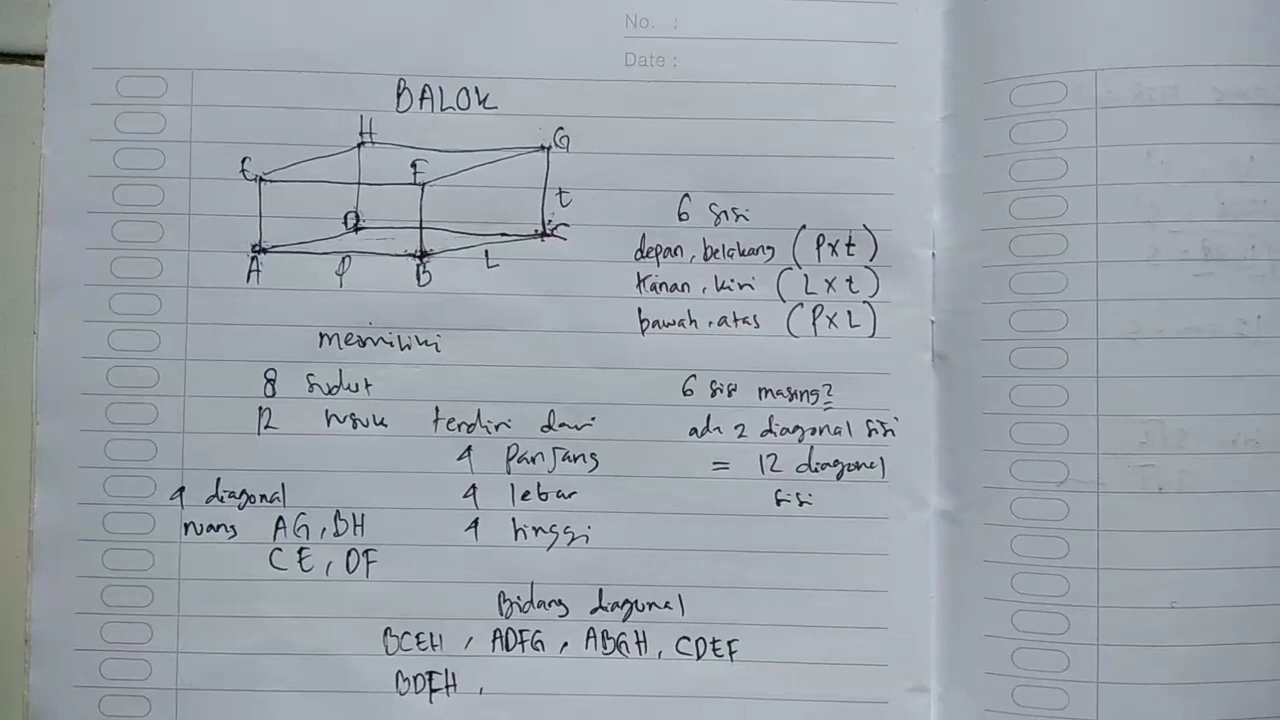 No. :
Date :
BALOK
H G
E F
t
D C
A P B L
6 sisi
depan, belakang (P x t)
kanan, kiri (L x t)
bawah, atas (P x L)
memiliki
8 sudut
12 rusuk terdiri dari
4 panjang
4 lebar
4 tinggi
6 sisi masing2
ada 2 diagonal sisi
= 12 diagonal
sisi
4 diagonal
ruang AG, BH
CE, DF
Bidang diagonal
BCEH, ADFG, ABGH, CDEF
BDFH,